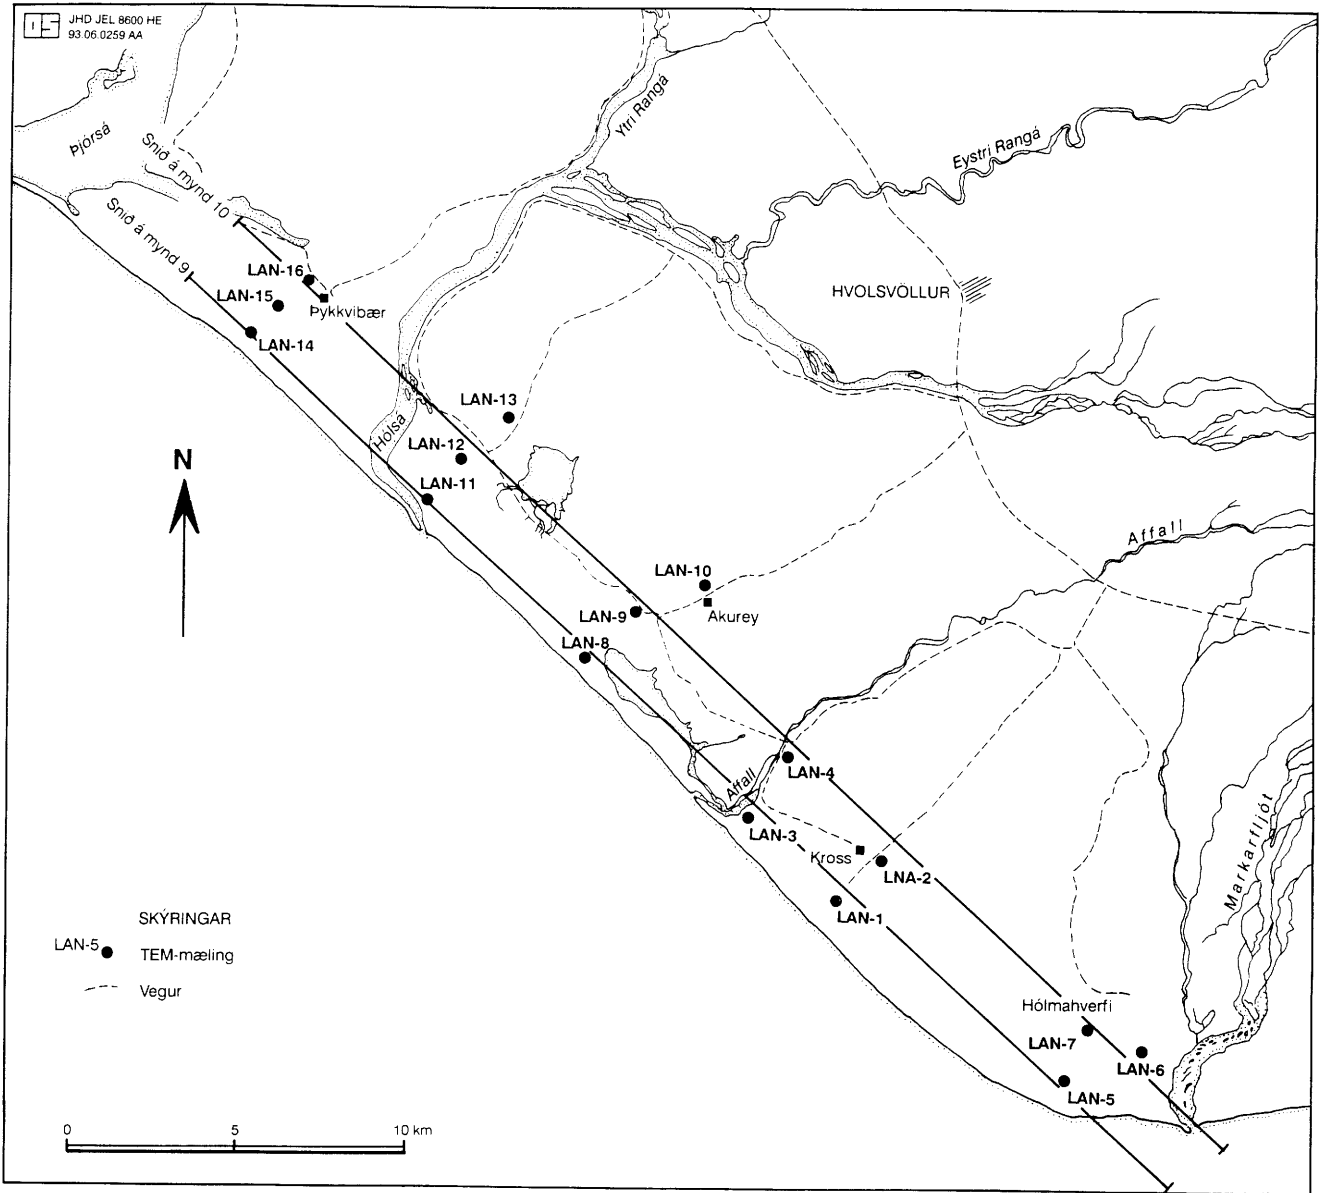 JHD JEL 8600 HE
93.06.0259 AA
Þjórsá
Snið á mynd 10
Snið á mynd 9
Ytri Rangá
Eystri Rangá
LAN-16
LAN-15
Þykkvibær
LAN-14
HVOLSVÖLLUR
LAN-13
Hólsá
LAN-12
LAN-11
N
Affall
LAN-10
LAN-9
Akurey
LAN-8
LAN-4
Affall
LAN-3
Markarfljót
Kross
LNA-2
LAN-1
SKÝRINGAR
LAN-5
TEM-mæling
Vegur
Hólmahverfi
LAN-7
LAN-6
LAN-5
0 5 10 km